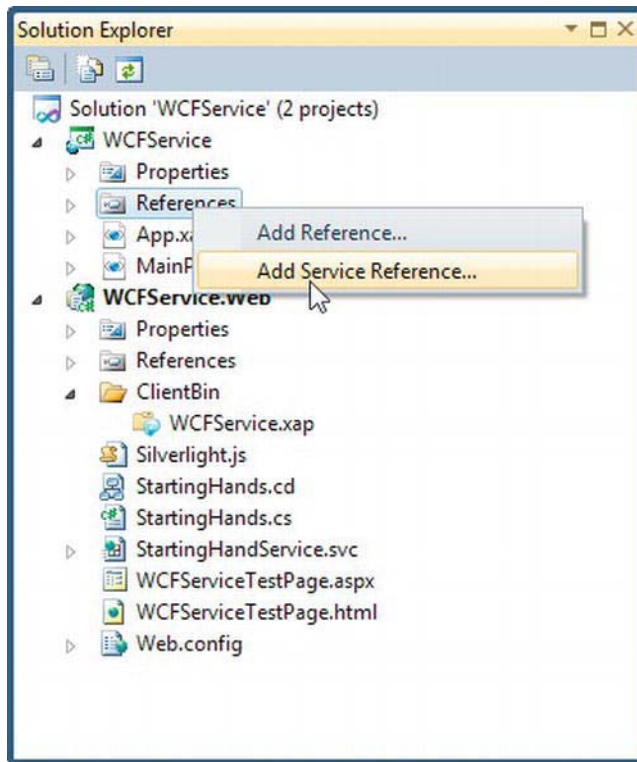 Solution Explorer
Solution 'WCFService' (2 projects)
WCFService
Properties
References
App.xa
Add Reference...
MainP
Add Service Reference...
WCFService.Web
Properties
References
ClientBin
WCFService.xap
Silverlight.js
StartingHands.cd
StartingHands.cs
StartingHandService.svc
WCFServiceTestPage.aspx
WCFServiceTestPage.html
Web.config